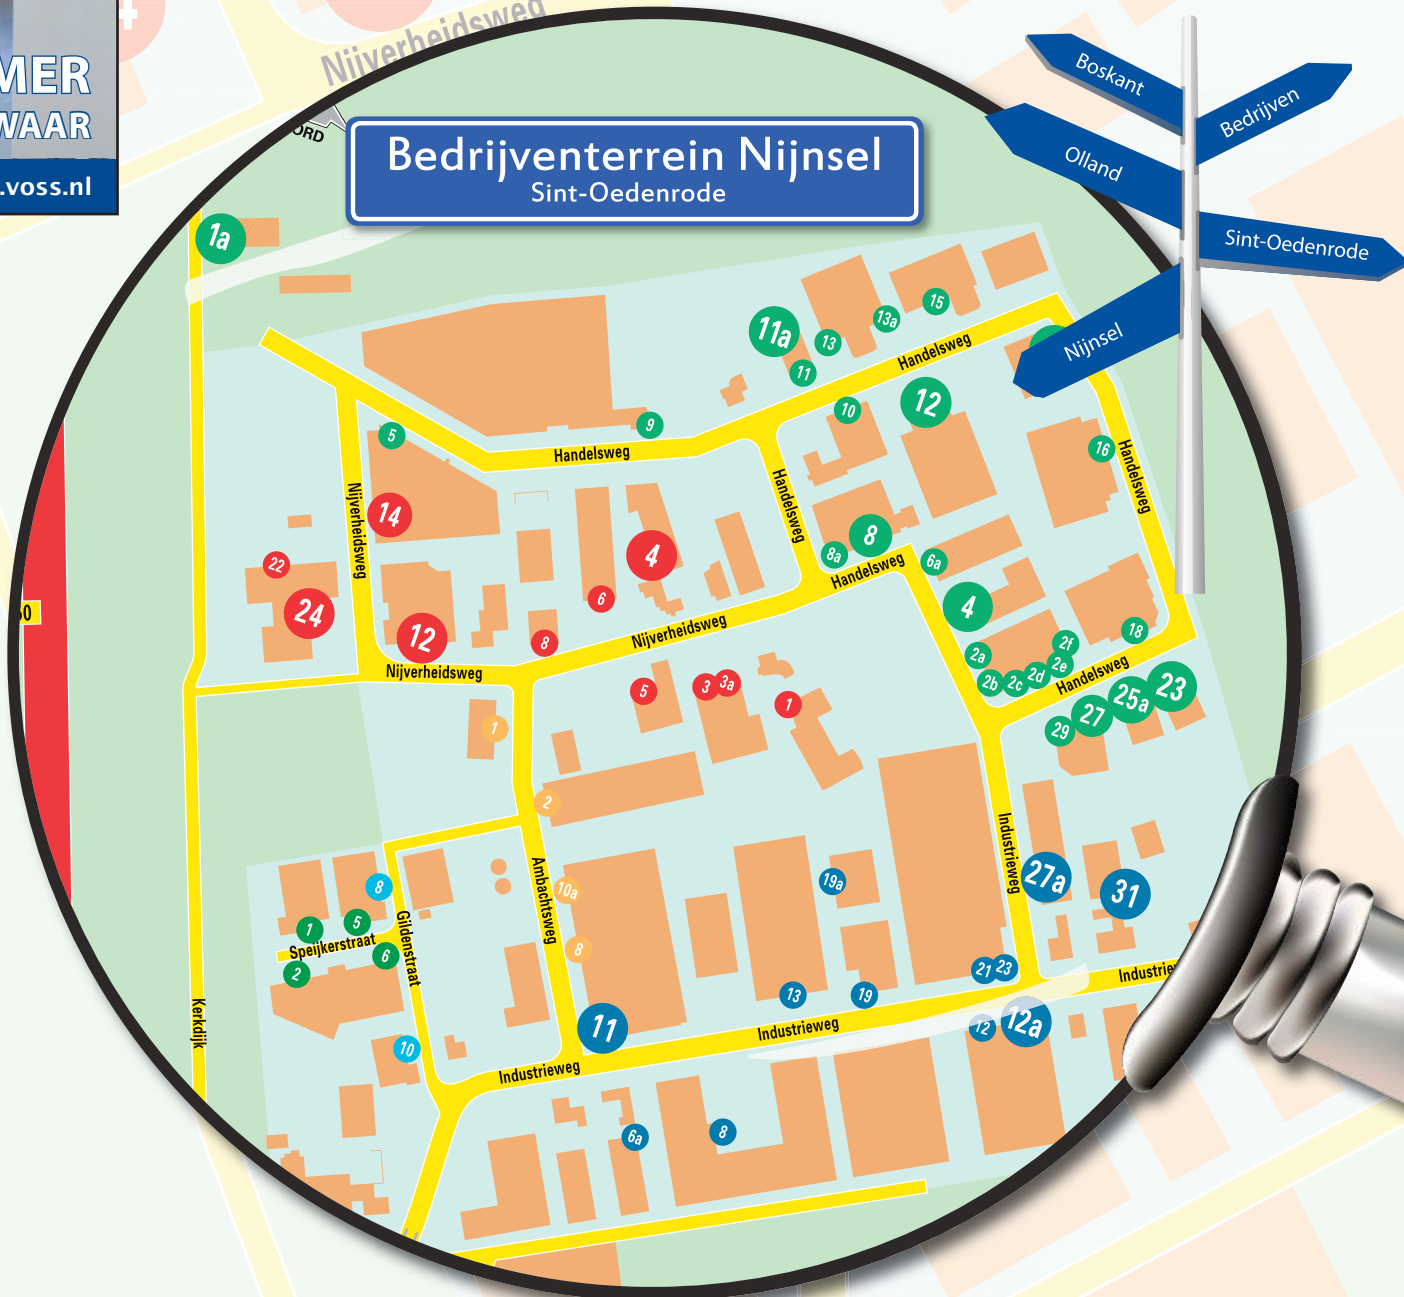 Nijverheidsweg
MER
WAAR
.voss.nl
ORD
Bedrijventerrein Nijnsel
Sint-Oedenrode
Boskant
Bedrijven
Olland
Sint-Oedenrode
Nijnsel
1a
11a
13
13a
15
11
Handelsweg
10
12
9
5
Handelsweg
16
Handelsweg
Handelsweg
14
Nijverheidsweg
4
8
8a
6a
Handelsweg
22
24
6
12
8
4
Nijverheidsweg
Nijverheidsweg
2a
2b
2c
2d
2e
2f
18
Handelsweg
5
3
3a
1
23
25a
27
29
1
2
Industrieweg
Ambachtsweg
10a
19a
27a
31
8
Gildenstraat
1
5
Speijkerstraat
6
2
8
Kerkdijk
21
23
13
19
Industrie
11
Industrieweg
12
12a
10
Industrieweg
6a
8